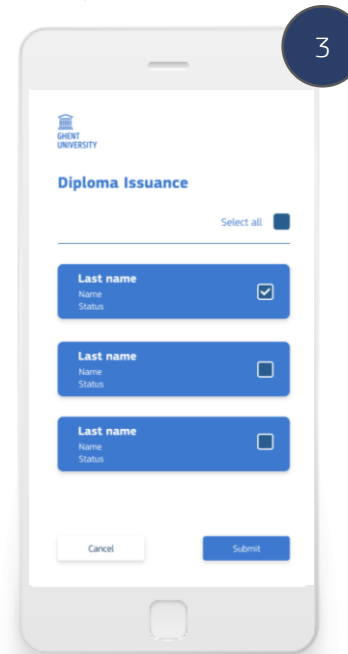 3
GHENT
UNIVERSITY
Diploma Issuance
Select all
Last name
Name
Status
Last name
Name
Status
Last name
Name
Status
Cancel
Submit